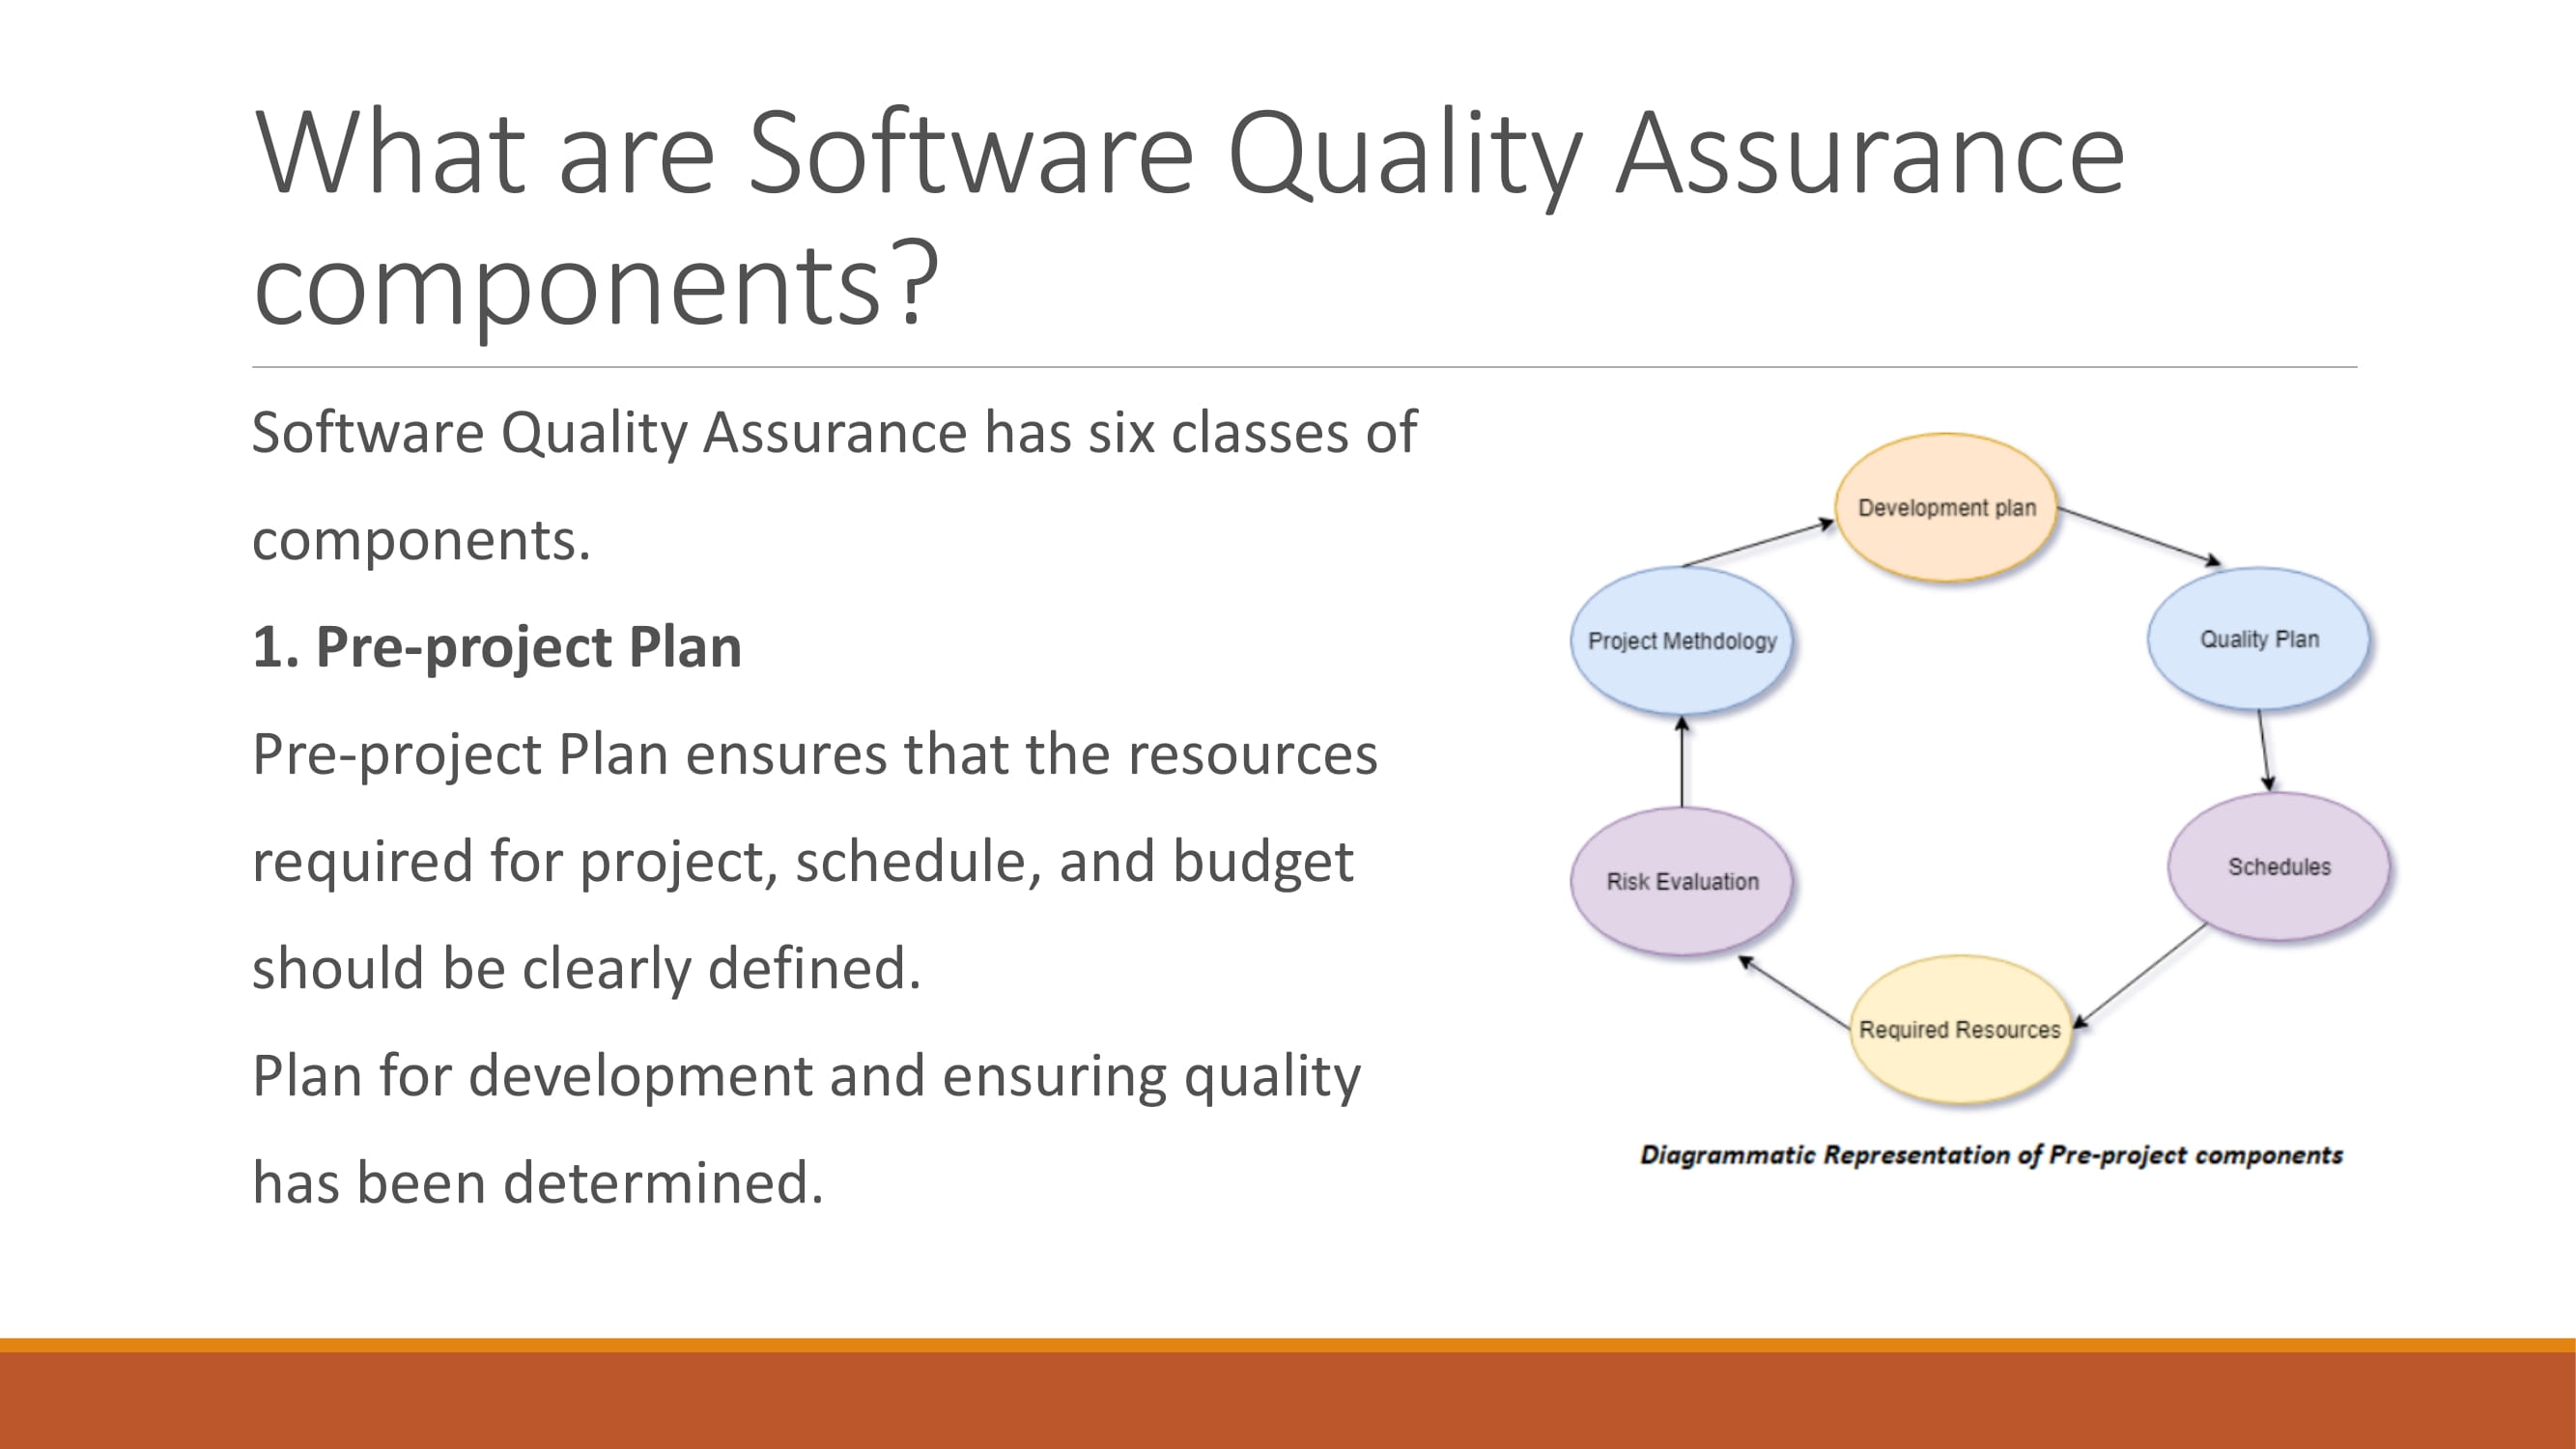 What are Software Quality Assurance
components?
Software Quality Assurance has six classes of
components.
1. Pre-project Plan
Pre-project Plan ensures that the resources
required for project, schedule, and budget
should be clearly defined.
Plan for development and ensuring quality
has been determined.
Development plan
Quality Plan
Schedules
Required Resources
Risk Evaluation
Project Methdology
Diagrammatic Representation of Pre-project components